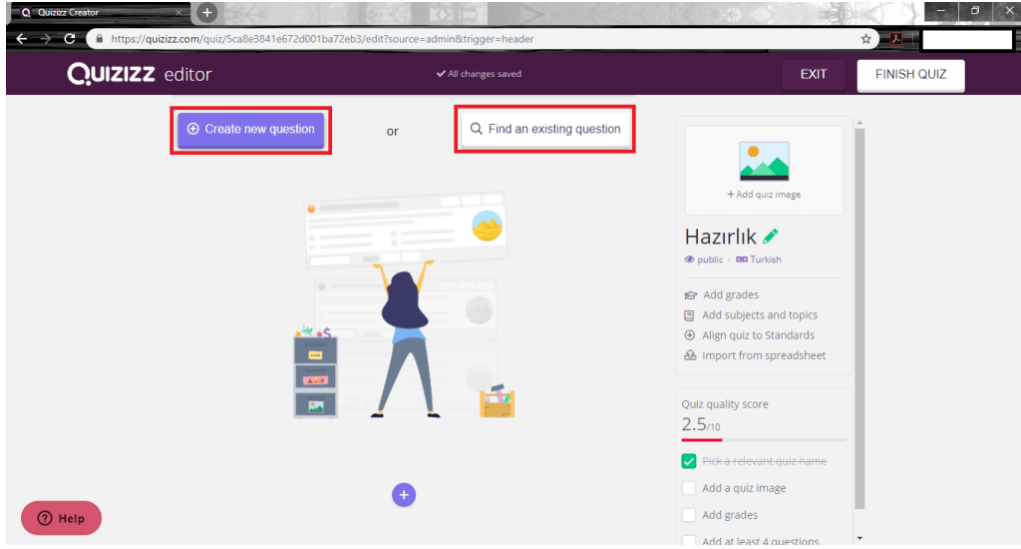 Quizizz Creator
https://quizizz.com/quiz/5ca8e3841e672d001ba72eb3/edit?source=admin&trigger=header
QUIZIZZ editor
All changes saved
EXIT
FINISH QUIZ
Create new question
or
Find an existing question
+ Add quiz image
Hazırlık
public · Turkish
Add grades
Add subjects and topics
Align quiz to Standards
Import from spreadsheet
Quiz quality score
2.5/10
Pick a relevant quiz name
Add a quiz image
Add grades
Add at least 4 questions
Help